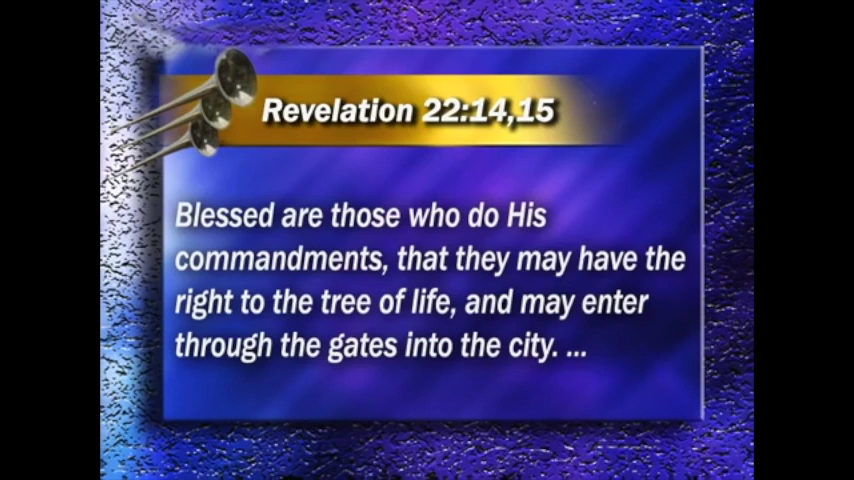 Revelation 22:14,15
Blessed are those who do His
commandments, that they may have the
right to the tree of life, and may enter
through the gates into the city. ...